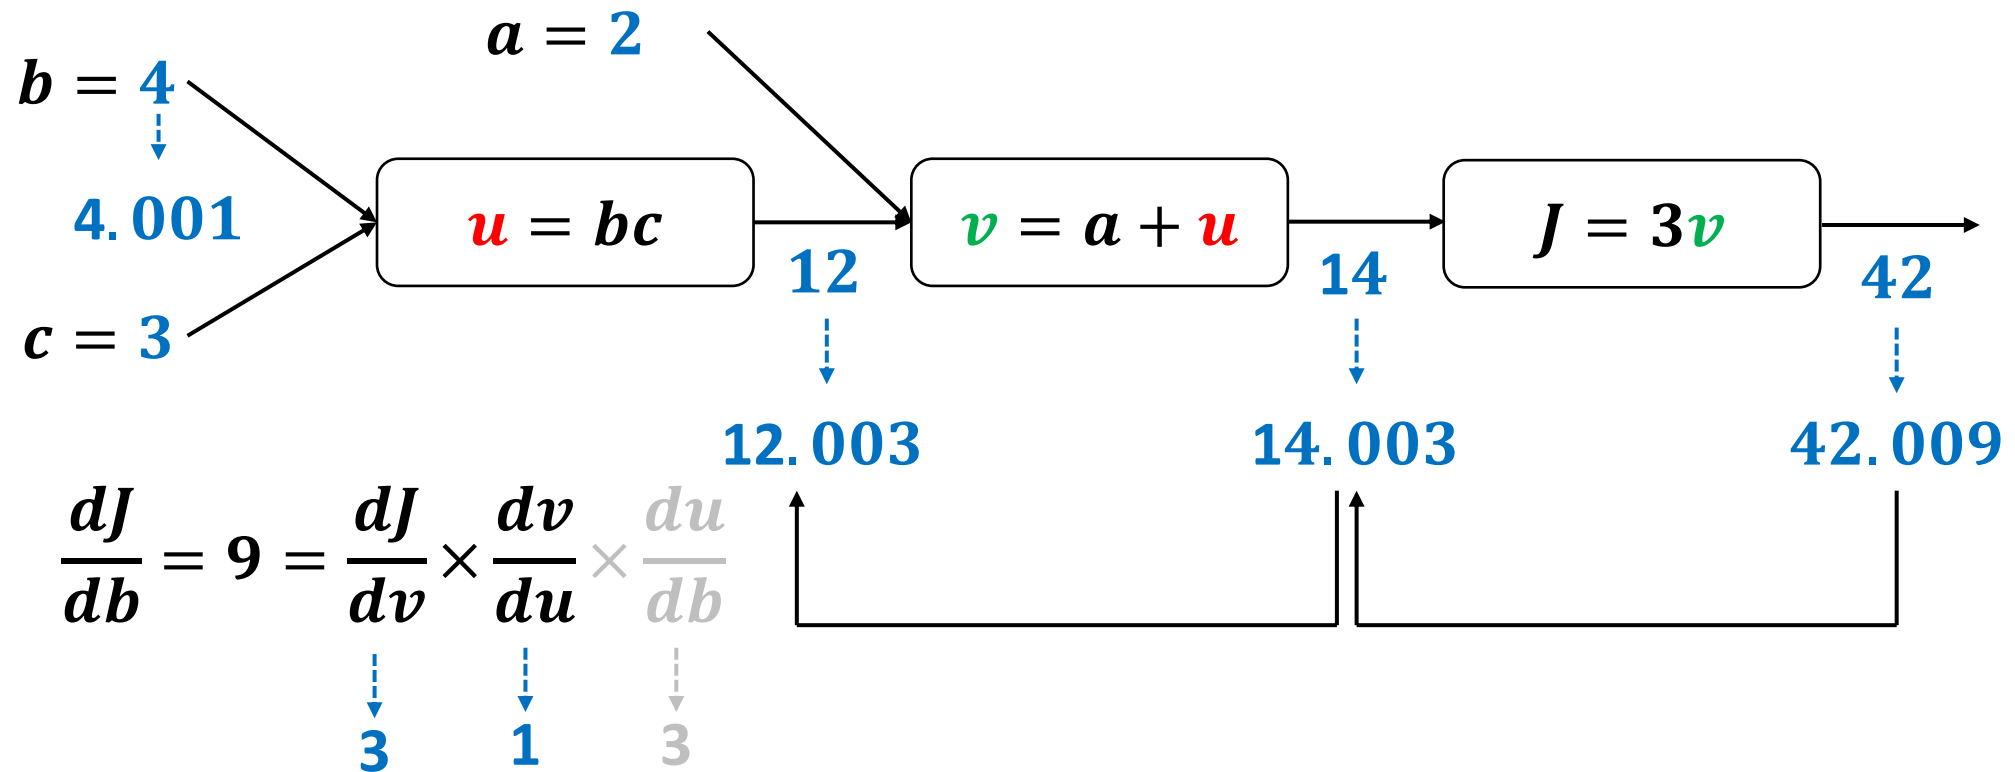 a = 2
b = 4
4.001
c = 3
u = bc
12
12.003
v = a + u
14
14.003
J = 3v
42
42.009
dJ/db = 9 = dJ/dv × dv/du × du/db
3 1 3